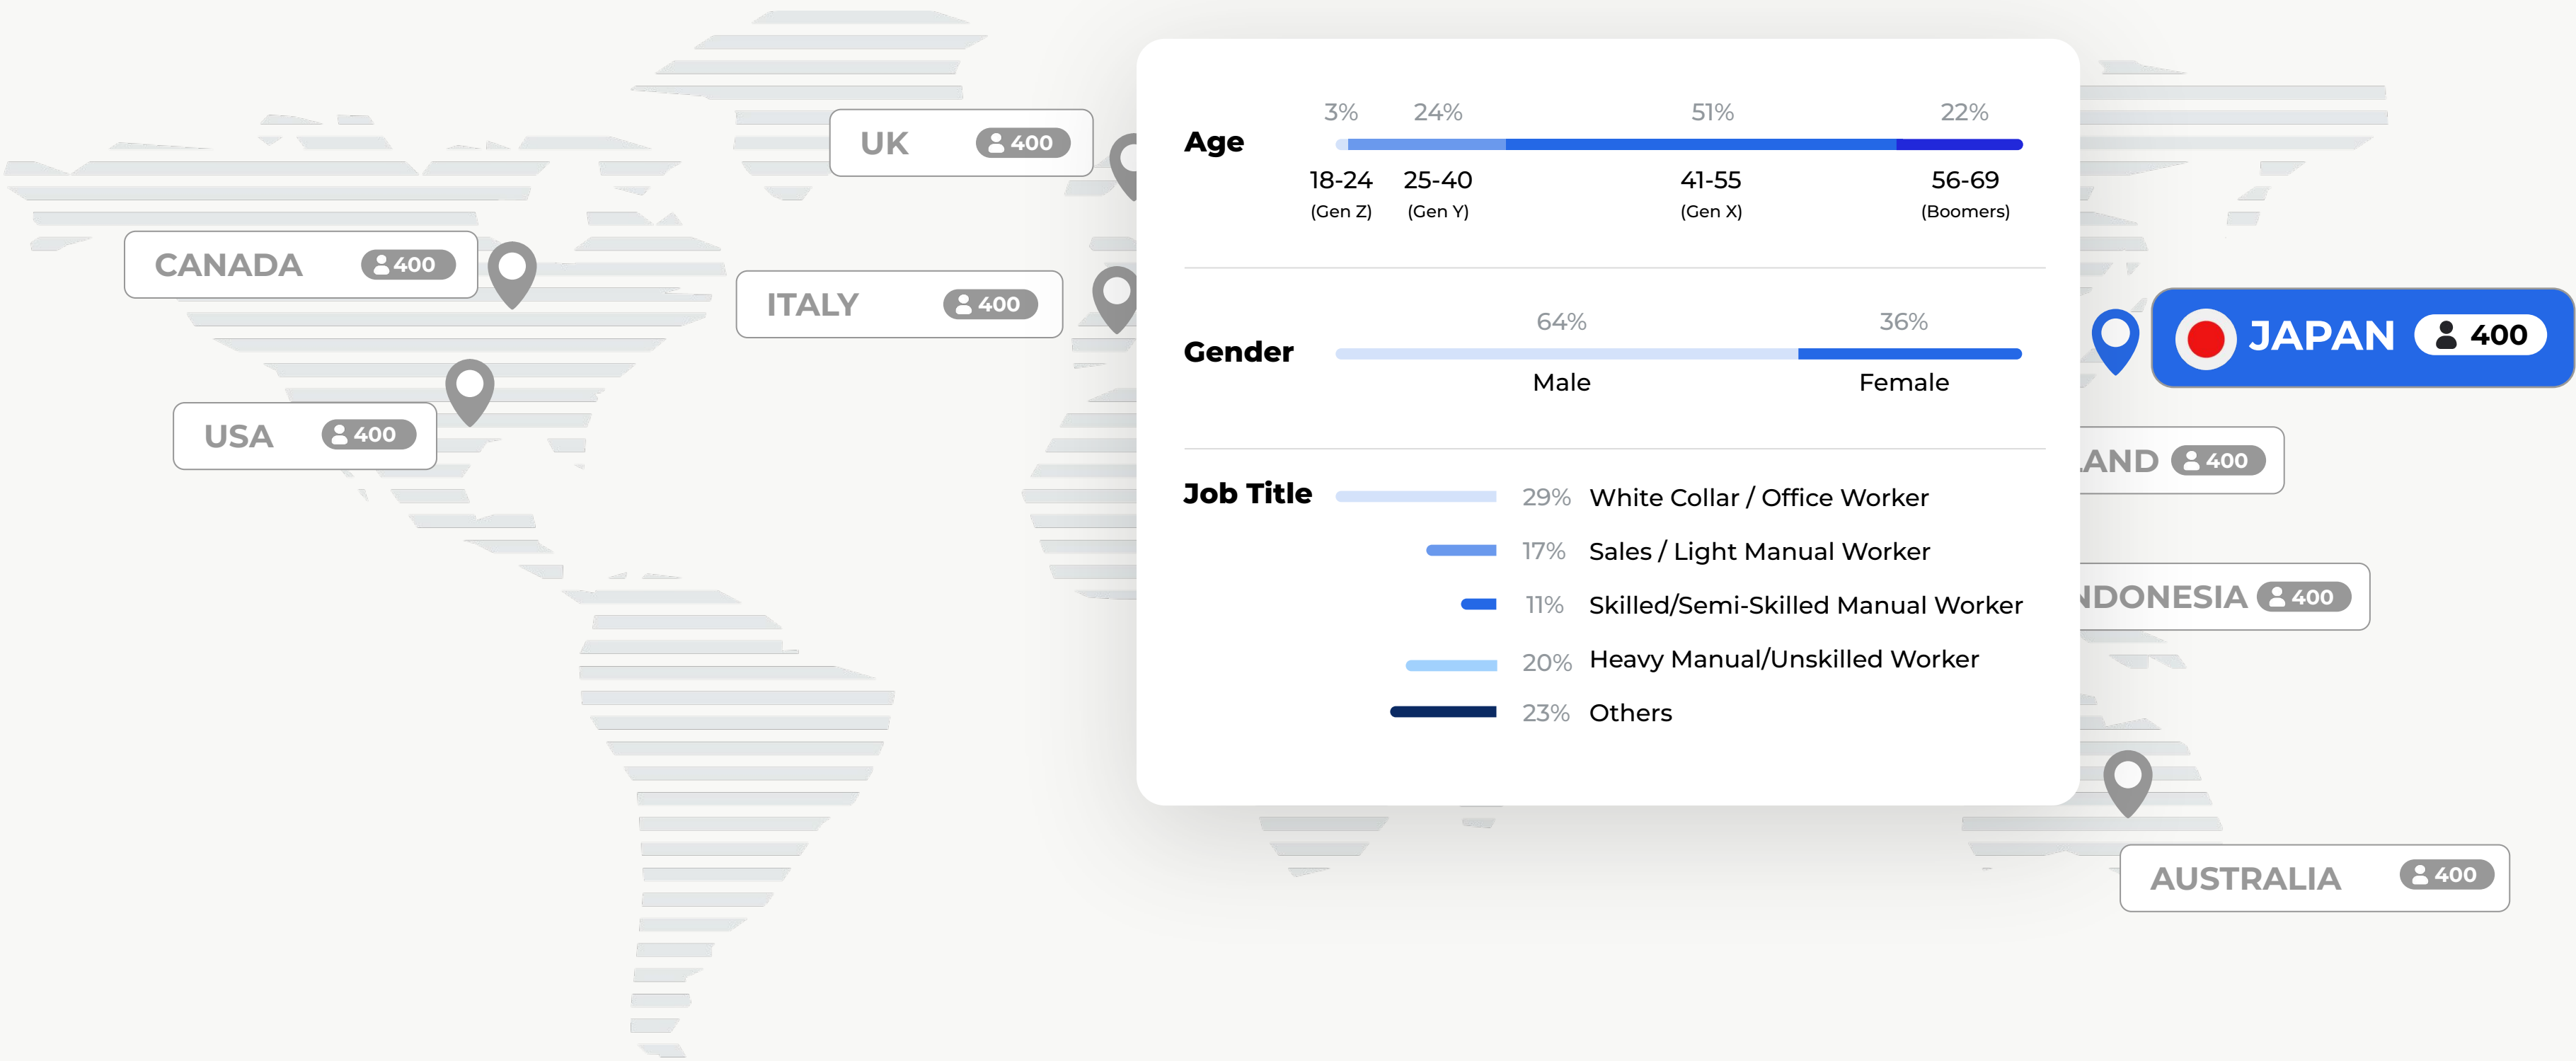 UK 400
CANADA 400
ITALY 400
USA 400
Age
3% 24% 51% 22%
18-24 25-40 41-55 56-69
(Gen Z) (Gen Y) (Gen X) (Boomers)
Gender
64% 36%
Male Female
Job Title
29% White Collar / Office Worker
17% Sales / Light Manual Worker
11% Skilled/Semi-Skilled Manual Worker
20% Heavy Manual/Unskilled Worker
23% Others
JAPAN 400
LAND 400
NDONESIA 400
AUSTRALIA 400